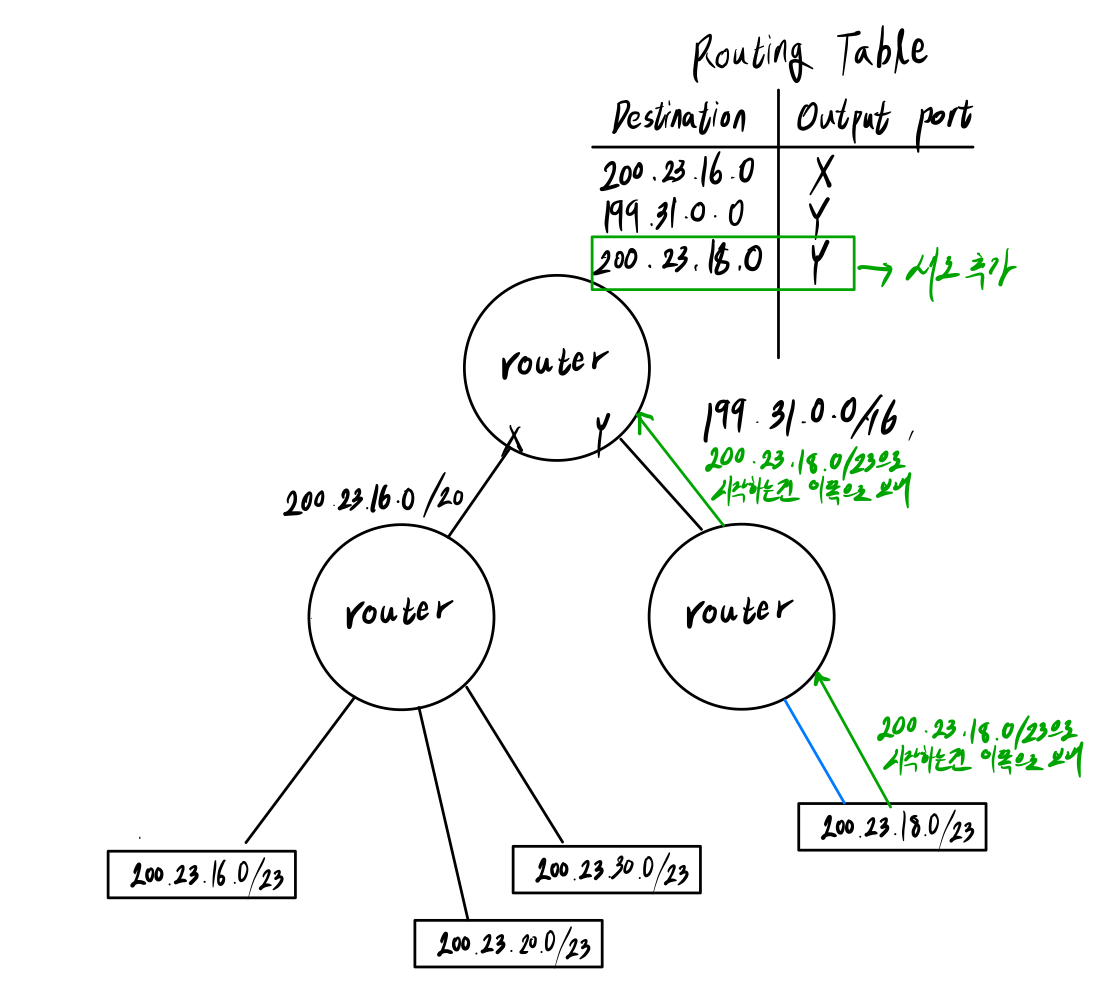 Routing Table
Destination Output port
200.23.16.0 X
199.31.0.0 Y
200.23.18.0 Y → 새로 추가
router
X Y
199.31.0.0/16,
200.23.18.0/23으로
시작하는건 이쪽으로 보내
200.23.16.0/20
router
router
200.23.18.0/23으로
시작하는건 이쪽으로 보내
200.23.18.0/23
200.23.16.0/23
200.23.30.0/23
200.23.20.0/23